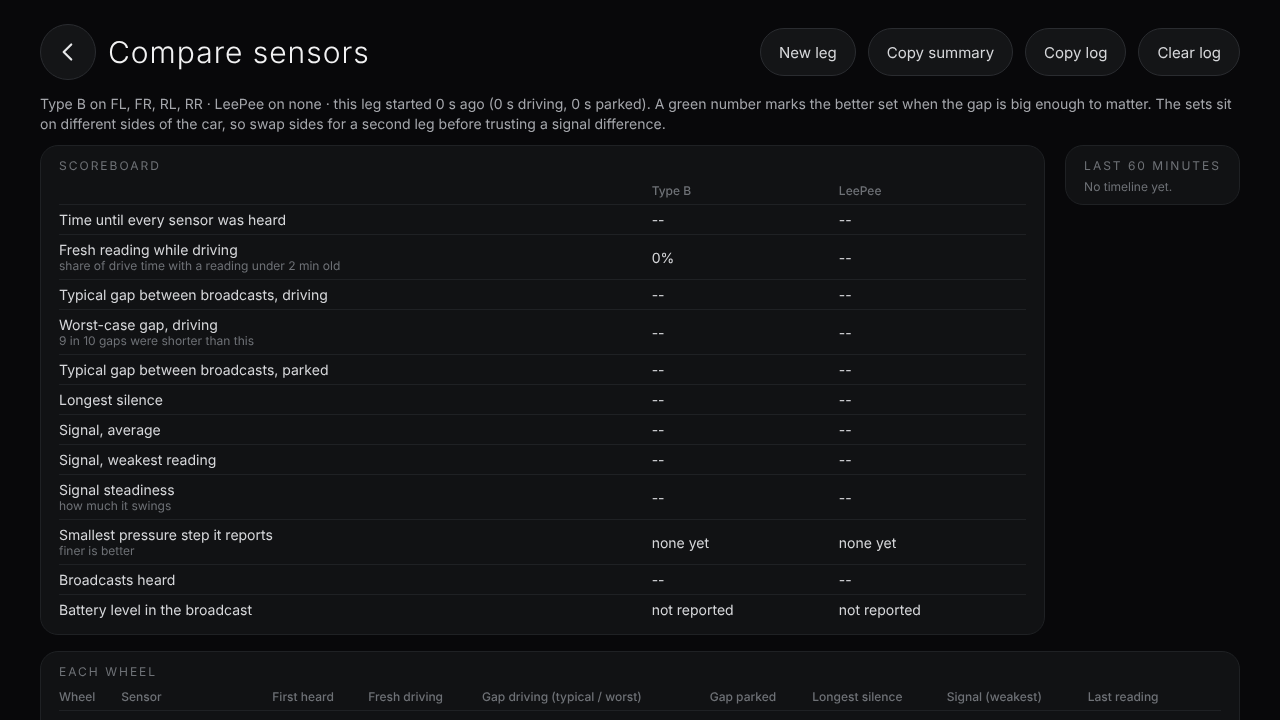 Compare sensors
New leg
Copy summary
Copy log
Clear log
Type B on FL, FR, RL, RR · LeePee on none · this leg started 0 s ago (0 s driving, 0 s parked). A green number marks the better set when the gap is big enough to matter. The sets sit
on different sides of the car, so swap sides for a second leg before trusting a signal difference.
SCOREBOARD
Type B LeePee
Time until every sensor was heard -- --
Fresh reading while driving
share of drive time with a reading under 2 min old
0% --
Typical gap between broadcasts, driving -- --
Worst-case gap, driving
9 in 10 gaps were shorter than this
-- --
Typical gap between broadcasts, parked -- --
Longest silence -- --
Signal, average -- --
Signal, weakest reading -- --
Signal steadiness
how much it swings
-- --
Smallest pressure step it reports
finer is better
none yet none yet
Broadcasts heard -- --
Battery level in the broadcast not reported not reported
LAST 60 MINUTES
No timeline yet.
EACH WHEEL
Wheel Sensor First heard Fresh driving Gap driving (typical / worst) Gap parked Longest silence Signal (weakest) Last reading